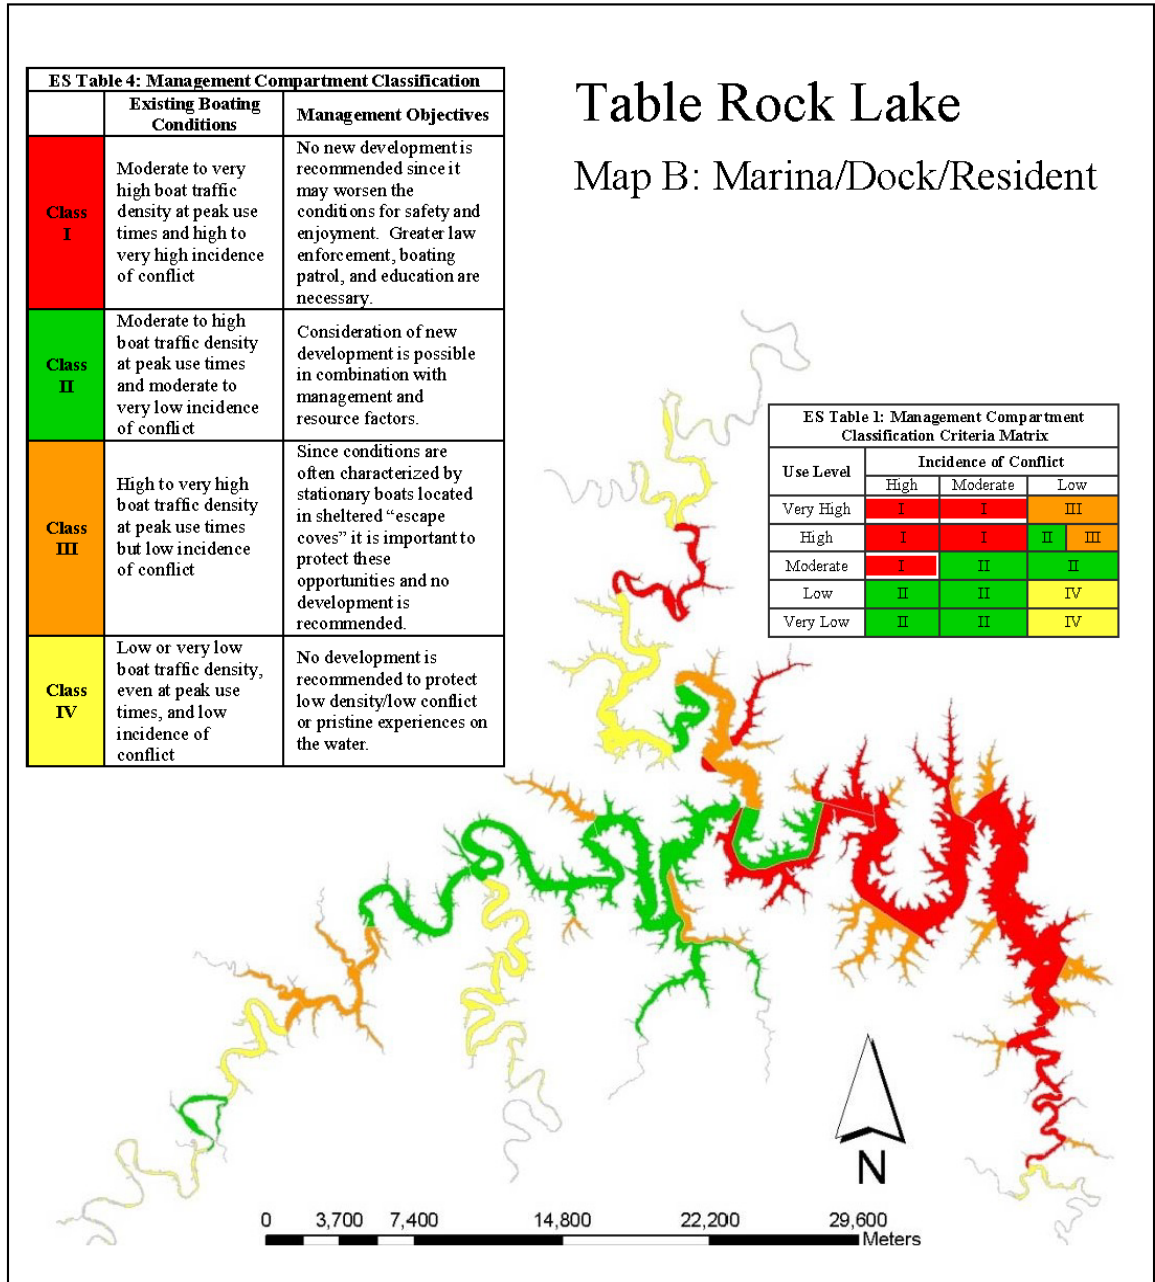 Table Rock Lake
Map B: Marina/Dock/Resident
ES Table 4: Management Compartment Classification
Existing Boating
Conditions
Management Objectives
Class
I
Moderate to very
high boat traffic
density at peak use
times and high to
very high incidence
of conflict
No new development is
recommended since it
may worsen the
conditions for safety and
enjoyment. Greater law
enforcement, boating
patrol, and education are
necessary.
Class
II
Moderate to high
boat traffic density
at peak use times
and moderate to
very low incidence
of conflict
Consideration of new
development is possible
in combination with
management and
resource factors.
Class
III
High to very high
boat traffic density
at peak use times
but low incidence
of conflict
Since conditions are
often characterized by
stationary boats located
in sheltered “escape
coves” it is important to
protect these
opportunities and no
development is
recommended.
Class
IV
Low or very low
boat traffic density,
even at peak use
times, and low
incidence of
conflict
No development is
recommended to protect
low density/low conflict
or pristine experiences on
the water.
ES Table 1: Management Compartment
Classification Criteria Matrix
Use Level
Incidence of Conflict
High Moderate Low
Very High I I III
High I I II III
Moderate I II II
Low II II IV
Very Low II II IV
N
0 3,700 7,400 14,800 22,200 29,600
Meters